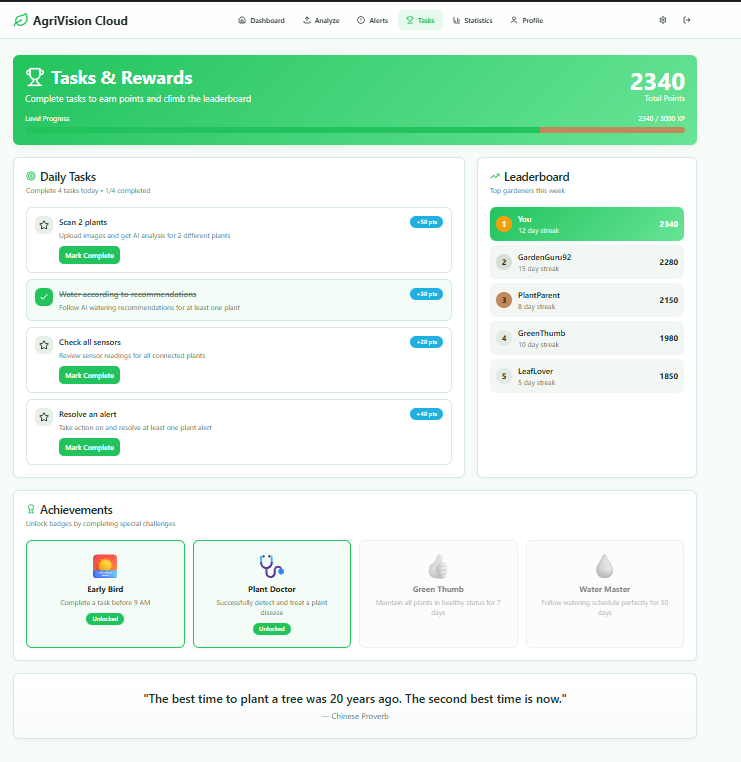 AgriVision Cloud
Dashboard
Analyze
Alerts
Tasks
Statistics
Profile
Tasks & Rewards
Complete tasks to earn points and climb the leaderboard
2340
Total Points
Level Progress
2340 / 3000 XP
Daily Tasks
Complete 4 tasks today • 1/4 completed
Scan 2 plants
+50 pts
Upload images and get AI analysis for 2 different plants
Mark Complete
Water according to recommendations
+30 pts
Follow AI watering recommendations for at least one plant
Check all sensors
+20 pts
Review sensor readings for all connected plants
Mark Complete
Resolve an alert
+40 pts
Take action on and resolve at least one plant alert
Mark Complete
Leaderboard
Top gardeners this week
1
You
12 day streak
2340
2
GardenGuru92
15 day streak
2280
3
PlantParent
8 day streak
2150
4
GreenThumb
10 day streak
1980
5
LeafLover
5 day streak
1850
Achievements
Unlock badges by completing special challenges
Early Bird
Complete a task before 9 AM
Unlocked
Plant Doctor
Successfully detect and treat a plant
disease
Unlocked
Green Thumb
Maintain all plants in healthy status for 7
days
Water Master
Follow watering schedule perfectly for 30
days
"The best time to plant a tree was 20 years ago. The second best time is now."
— Chinese Proverb